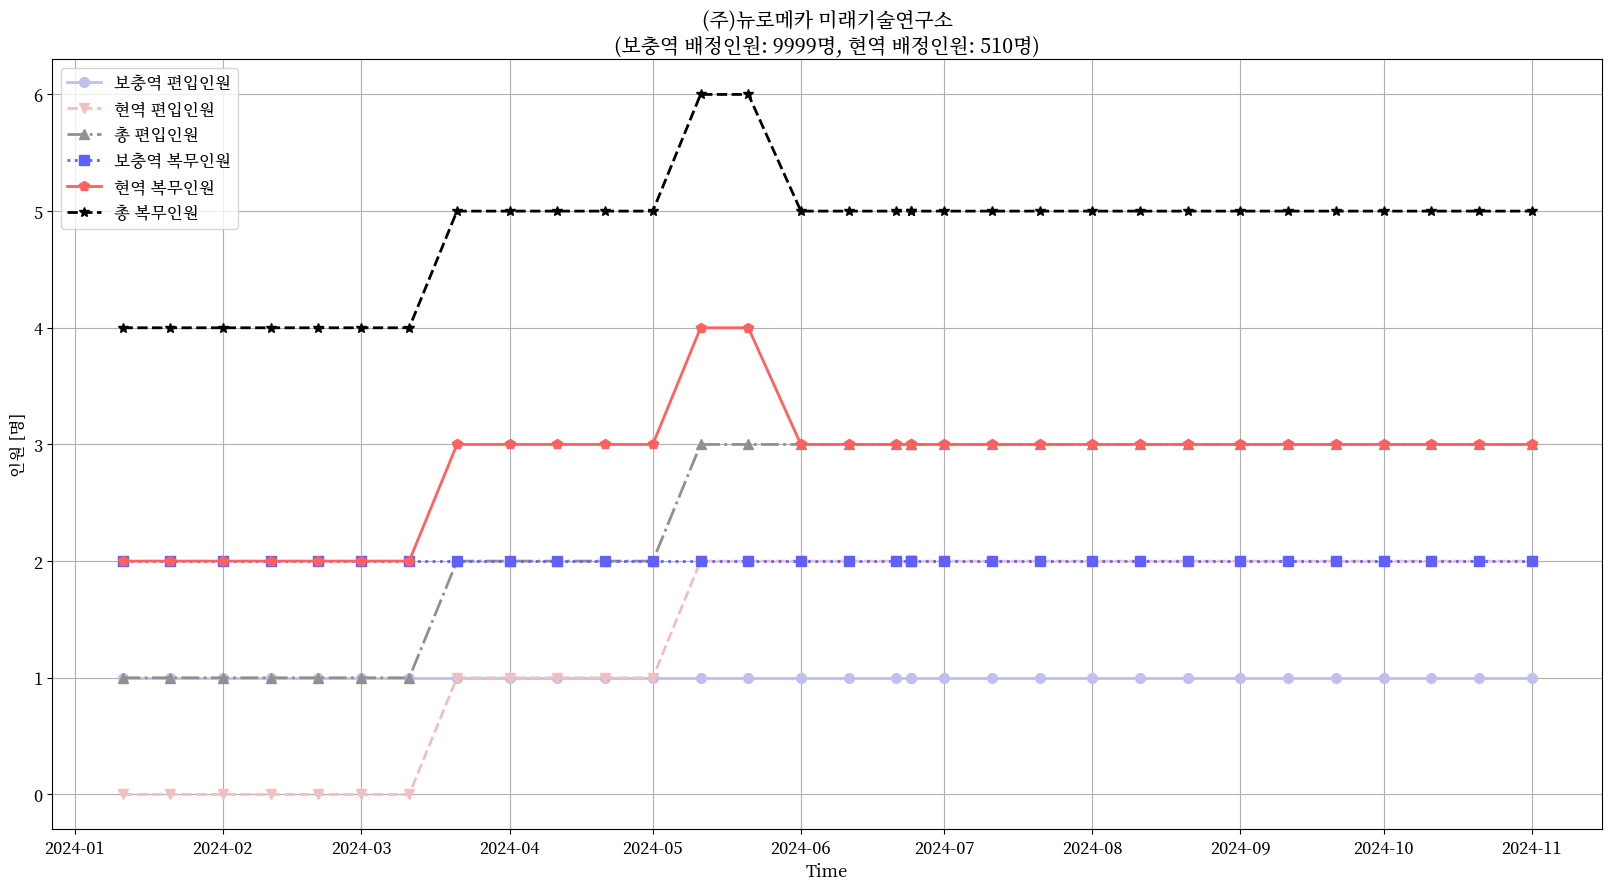 (주)뉴로메카 미래기술연구소
(보충역 배정인원: 9999명, 현역 배정인원: 510명)
보충역 편입인원
현역 편입인원
총 편입인원
보충역 복무인원
현역 복무인원
총 복무인원
6
5
4
3
2
1
0
인원 [명]
2024-01 2024-02 2024-03 2024-04 2024-05 2024-06 2024-07 2024-08 2024-09 2024-10 2024-11
Time